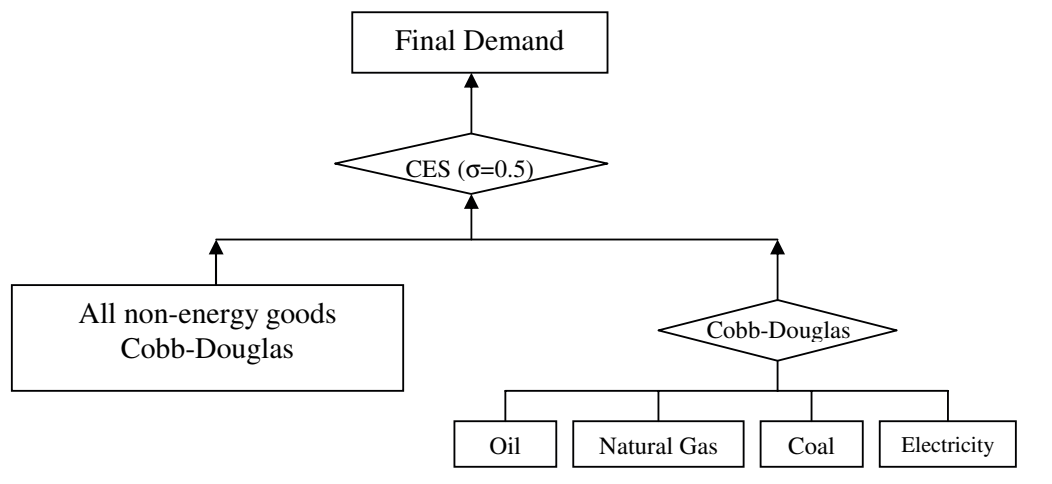 Final Demand
CES (σ=0.5)
All non-energy goods
Cobb-Douglas
Cobb-Douglas
Oil
Natural Gas
Coal
Electricity